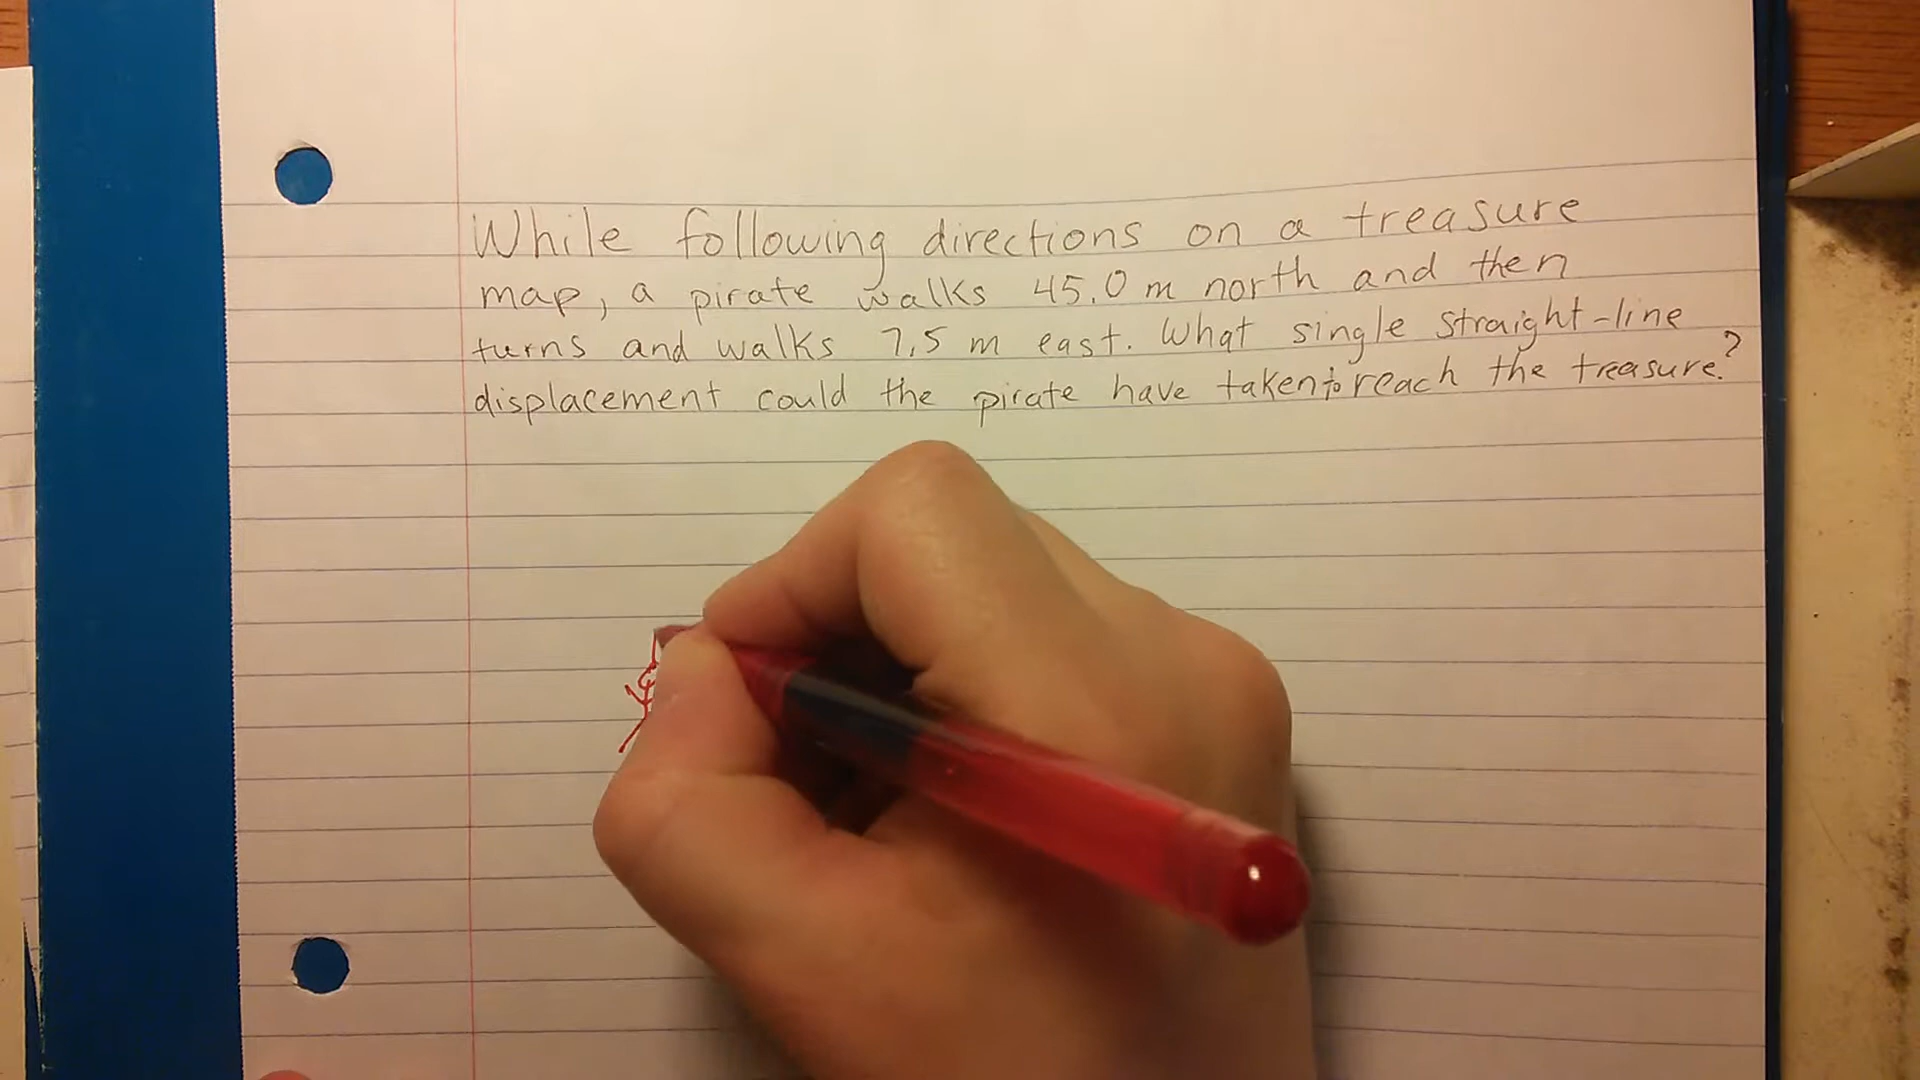 While following directions on a treasure
map, a pirate walks 45.0 m north and then
turns and walks 7.5 m east. What single straight-line
displacement could the pirate have taken to reach the treasure?